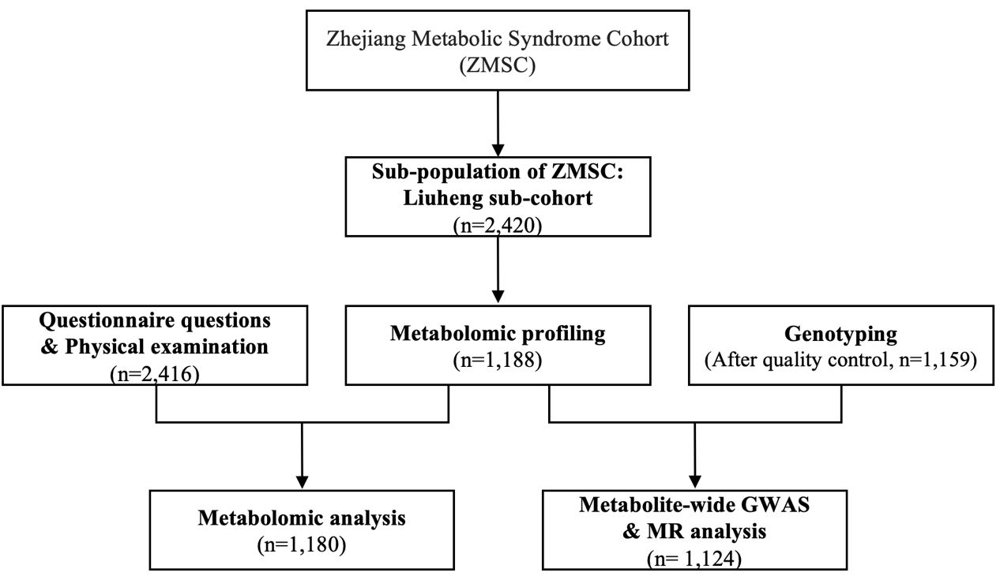 Zhejiang Metabolic Syndrome Cohort
(ZMSC)
Sub-population of ZMSC:
Liuheng sub-cohort
(n=2,420)
Questionnaire questions
& Physical examination
(n=2,416)
Metabolomic profiling
(n=1,188)
Genotyping
(After quality control, n=1,159)
Metabolomic analysis
(n=1,180)
Metabolite-wide GWAS
& MR analysis
(n= 1,124)